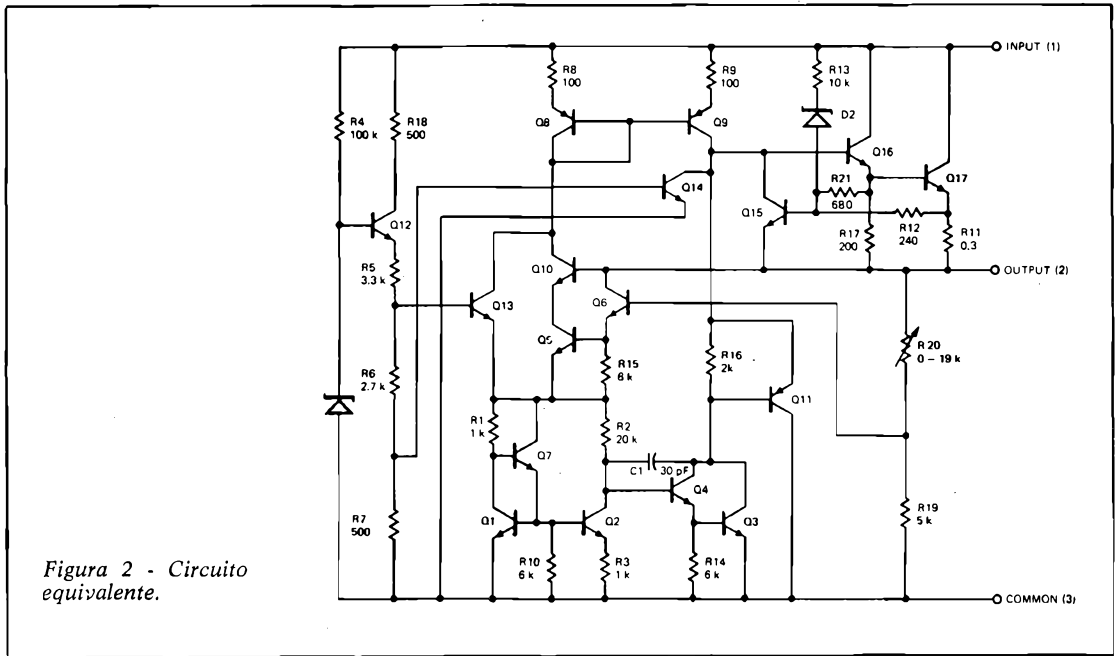 INPUT (1)
R4
100 k
R18
500
R8
100
R9
100
R13
10 k
D2
Q8
Q9
Q16
Q14
Q17
Q12
Q15
R21
680
R17
200
R12
240
R11
0.3
R5
3.3 k
Q10
OUTPUT (2)
Q13
Q6
R20
0 – 19 k
Q5
R16
2k
R15
6 k
R6
2.7 k
Q11
R1
1 k
R2
20 k
Q7
C1
30 pF
Q4
R7
500
Q1
Q2
Q3
R19
5 k
R10
6 k
R3
1 k
R14
6 k
COMMON (3)
Figura 2 - Circuito
equivalente.